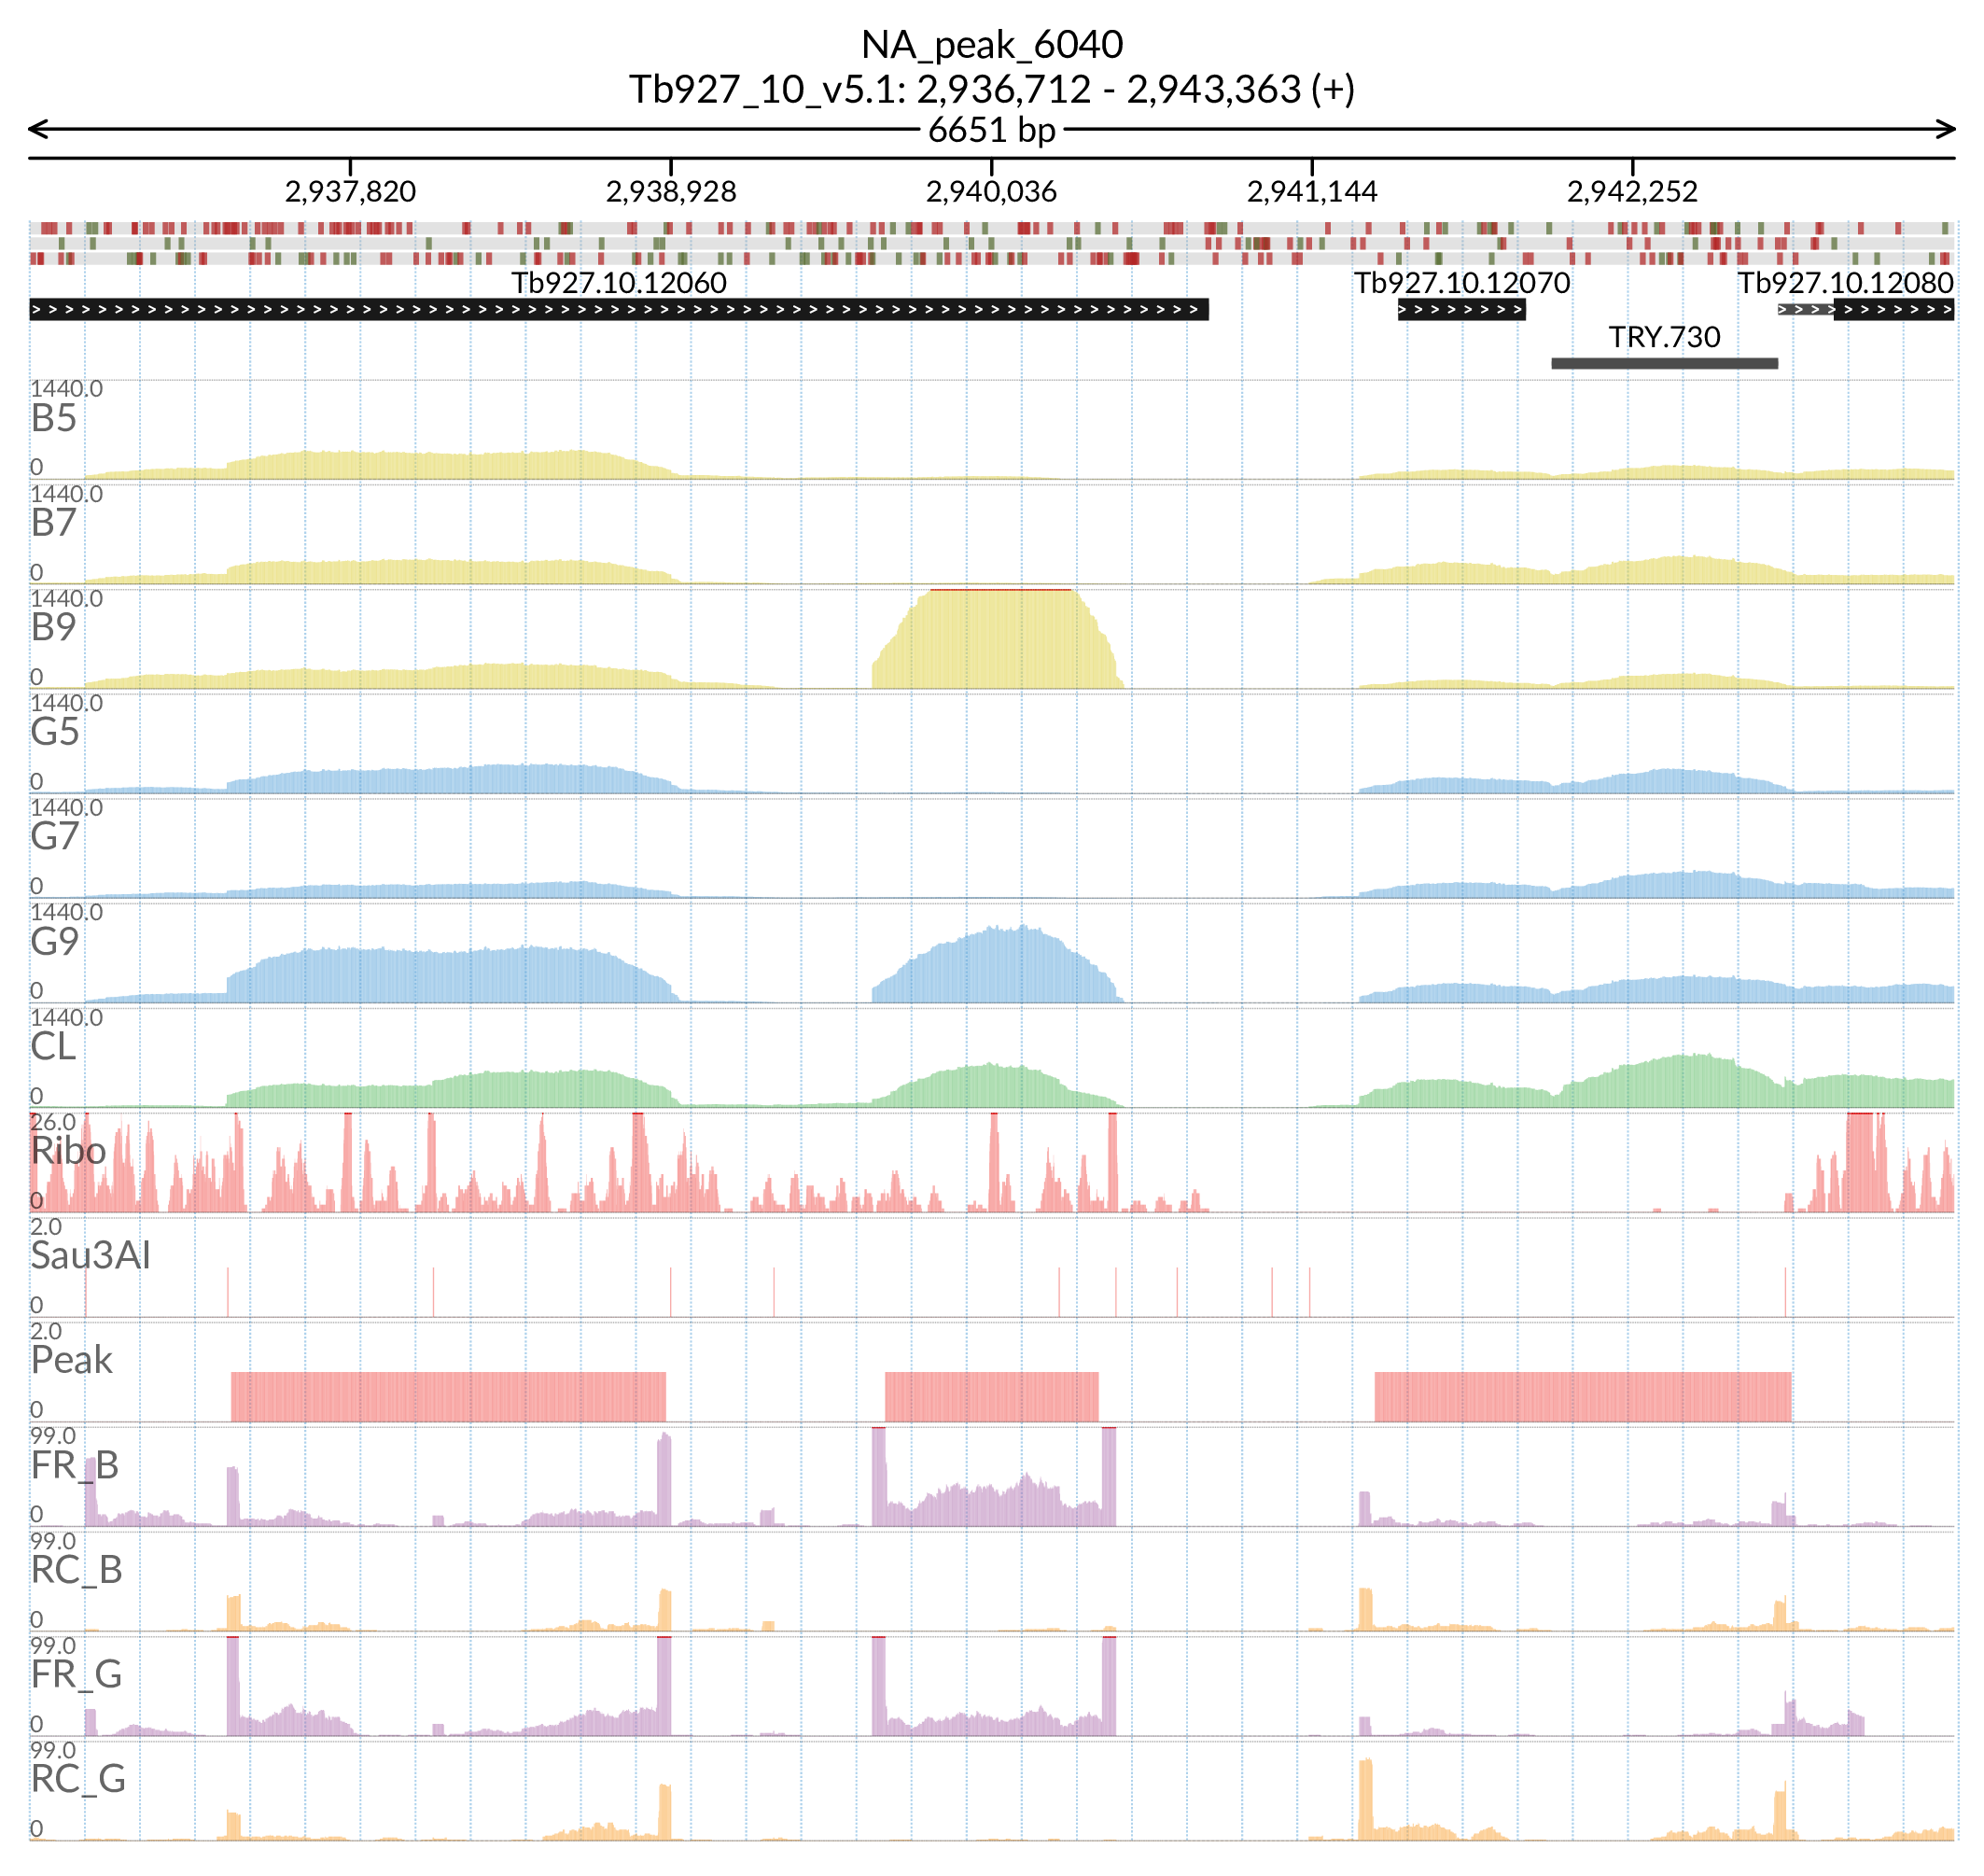 NA_peak_6040
Tb927_10_v5.1: 2,936,712 - 2,943,363 (+)
6651 bp
2,937,820 2,938,928 2,940,036 2,941,144 2,942,252
Tb927.10.12060 Tb927.10.12070 Tb927.10.12080
TRY.730
1440.0
B5
0
1440.0
B7
0
1440.0
B9
0
1440.0
G5
0
1440.0
G7
0
1440.0
G9
0
1440.0
CL
0
26.0
Ribo
0
2.0
Sau3AI
0
2.0
Peak
0
99.0
FR_B
0
99.0
RC_B
0
99.0
FR_G
0
99.0
RC_G
0